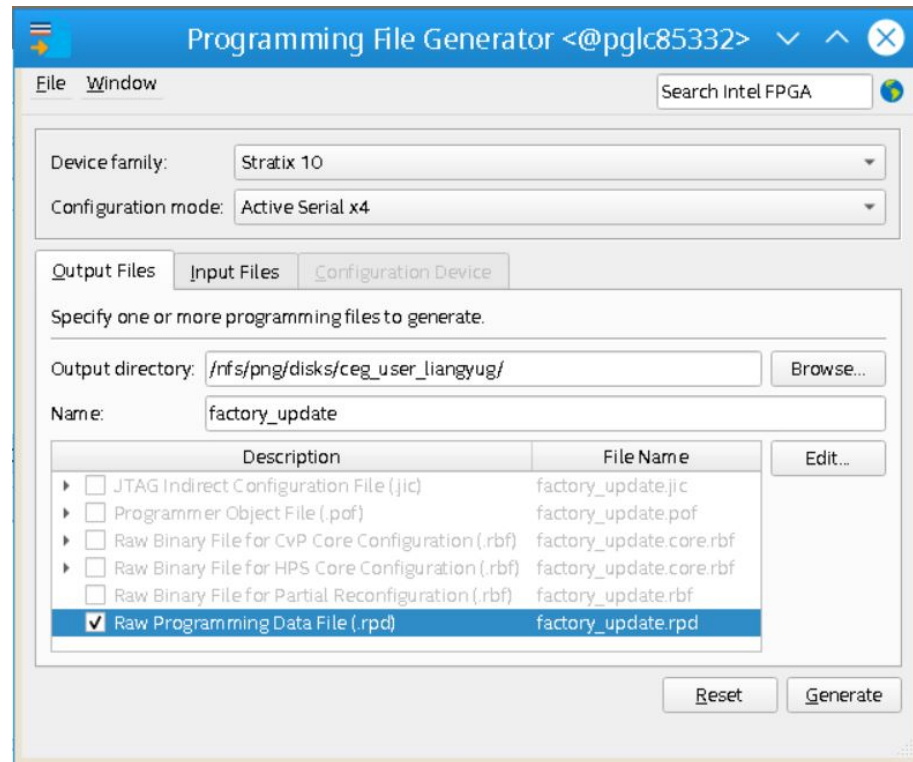 Programming File Generator <@pglc85332>
File Window
Search Intel FPGA
Device family: Stratix 10
Configuration mode: Active Serial x4
Output Files Input Files Configuration Device
Specify one or more programming files to generate.
Output directory: /nfs/png/disks/ceg_user_liangyug/ Browse...
Name: factory_update
Description File Name Edit...
JTAG Indirect Configuration File (.jic) factory_update.jic
Programmer Object File (.pof) factory_update.pof
Raw Binary File for CvP Core Configuration (.rbf) factory_update.core.rbf
Raw Binary File for HPS Core Configuration (.rbf) factory_update.core.rbf
Raw Binary File for Partial Reconfiguration (.rbf) factory_update.rbf
Raw Programming Data File (.rpd) factory_update.rpd
Reset Generate